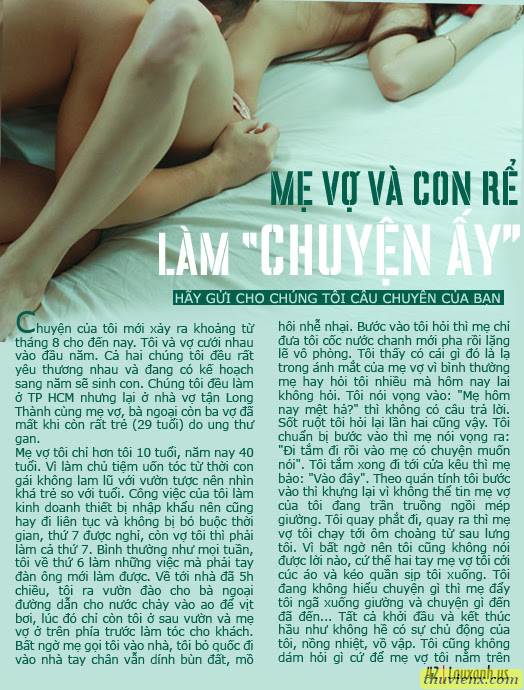 MẸ VỢ VÀ CON RỂ
LÀM "CHUYỆN ẤY"
HÃY GỬI CHO CHÚNG TÔI CÂU CHUYÊN CỦA BẠN
Chuyện của tôi mới xảy ra khoảng từ
tháng 8 cho đến nay. Tôi và vợ cưới nhau
vào đầu năm. Cả hai chúng tôi đều rất
yêu thương nhau và đang có kế hoạch
sang năm sẽ sinh con. Chúng tôi đều làm
ở TP HCM nhưng lại ở nhà vợ tận Long
Thành cùng mẹ vợ, bà ngoại còn ba vợ đã
mất khi còn rất trẻ (29 tuổi) do ung thư
gan.
Mẹ vợ tôi chỉ hơn tôi 10 tuổi, năm nay 40
tuổi. Vì làm chủ tiệm uốn tóc từ thời con
gái không lam lũ với vườn tược nên nhìn
khá trẻ so với tuổi. Công việc của tôi làm
kinh doanh thiết bị nhập khẩu nên cũng
hay đi liên tục và không bị bó buộc thời
gian, thứ 7 được nghỉ, còn vợ tôi thì phải
làm cả thứ 7. Bình thường như mọi tuần,
tôi về thứ 6 làm những việc mà phải tay
đàn ông mới làm được. Về tới nhà đã 5h
chiều, tôi ra vườn đào cho bà ngoại
đường dẫn cho nước chảy vào ao để vịt
bơi, lúc đó chỉ còn tôi ở sau vườn và mẹ
vợ ở trên phía trước làm tóc cho khách.
Bất ngờ mẹ gọi tôi vào nhà, tôi bỏ quốc đi
vào nhà tay chân vẫn dính bùn đất, mồ
hôi nhễ nhại. Bước vào tôi hỏi thì mẹ chỉ
đưa tôi cốc nước chanh mới pha rồi lặng
lẽ vô phòng. Tôi thấy có cái gì đó là lạ
trong ánh mắt của mẹ vợ vì bình thường
mẹ hay hỏi tôi nhiều mà hôm nay lai
không hỏi. Tôi nói vọng vào: "Mẹ hôm
nay mệt hả?" thì không có câu trả lời.
Sốt ruột tôi hỏi lại lần hai cũng vậy. Tôi
chuẩn bị bước vào thì mẹ nói vọng ra:
"Đi tắm đi rồi vào mẹ có chuyện muốn
nói". Tôi tắm xong đi tới cửa kêu thì mẹ
bảo: "Vào đây". Theo quán tính tôi bước
vào thì khựng lại vì không thể tin mẹ vợ
của tôi đang trần truồng ngồi mép
giường. Tôi quay phắt đi, quay ra thì mẹ
vợ tôi chạy tới ôm choàng từ sau lưng
tôi. Vì bất ngờ nên tôi cũng không nói
được lời nào, cứ thế hai tay mẹ vợ tôi cởi
cúc áo và kéo quần sịp tôi xuống. Tôi
đang không hiểu chuyện gì thì mẹ đẩy
tôi ngã xuống giường và chuyện gì đến
đã đến... Tất cả khởi đầu và kết thúc
hầu như không hề có sự chủ động của
tôi, nồng nhiệt, vồ vập. Tôi cũng không
dám hỏi gì cứ để mẹ vợ tôi nằm trên
42 | Lauxanh.us
thuvienx.com